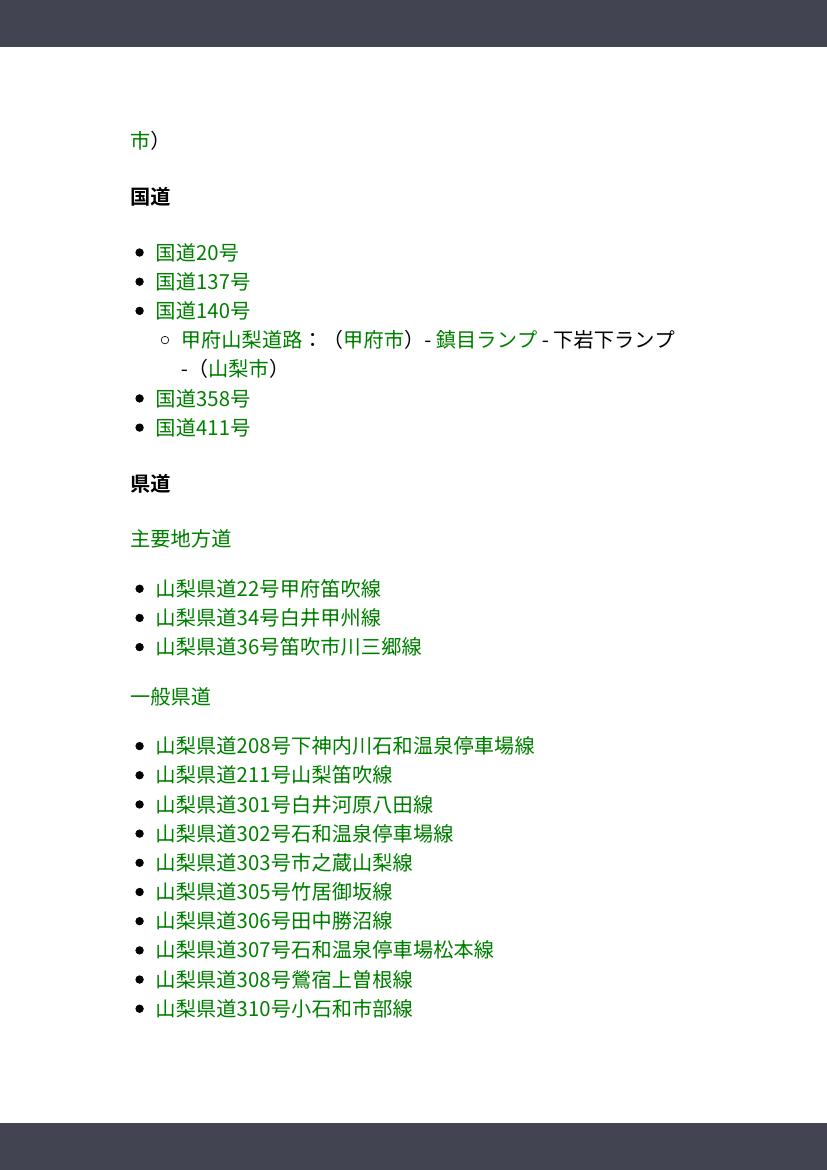 市）
国道
国道20号
国道137号
国道140号
甲府山梨道路：（甲府市）- 鎮目ランプ - 下岩下ランプ
-（山梨市）
国道358号
国道411号
県道
主要地方道
山梨県道22号甲府笛吹線
山梨県道34号白井甲州線
山梨県道36号笛吹市川三郷線
一般県道
山梨県道208号下神内川石和温泉停車場線
山梨県道211号山梨笛吹線
山梨県道301号白井河原八田線
山梨県道302号石和温泉停車場線
山梨県道303号市之蔵山梨線
山梨県道305号竹居御坂線
山梨県道306号田中勝沼線
山梨県道307号石和温泉停車場松本線
山梨県道308号鶯宿上曽根線
山梨県道310号小石和市部線